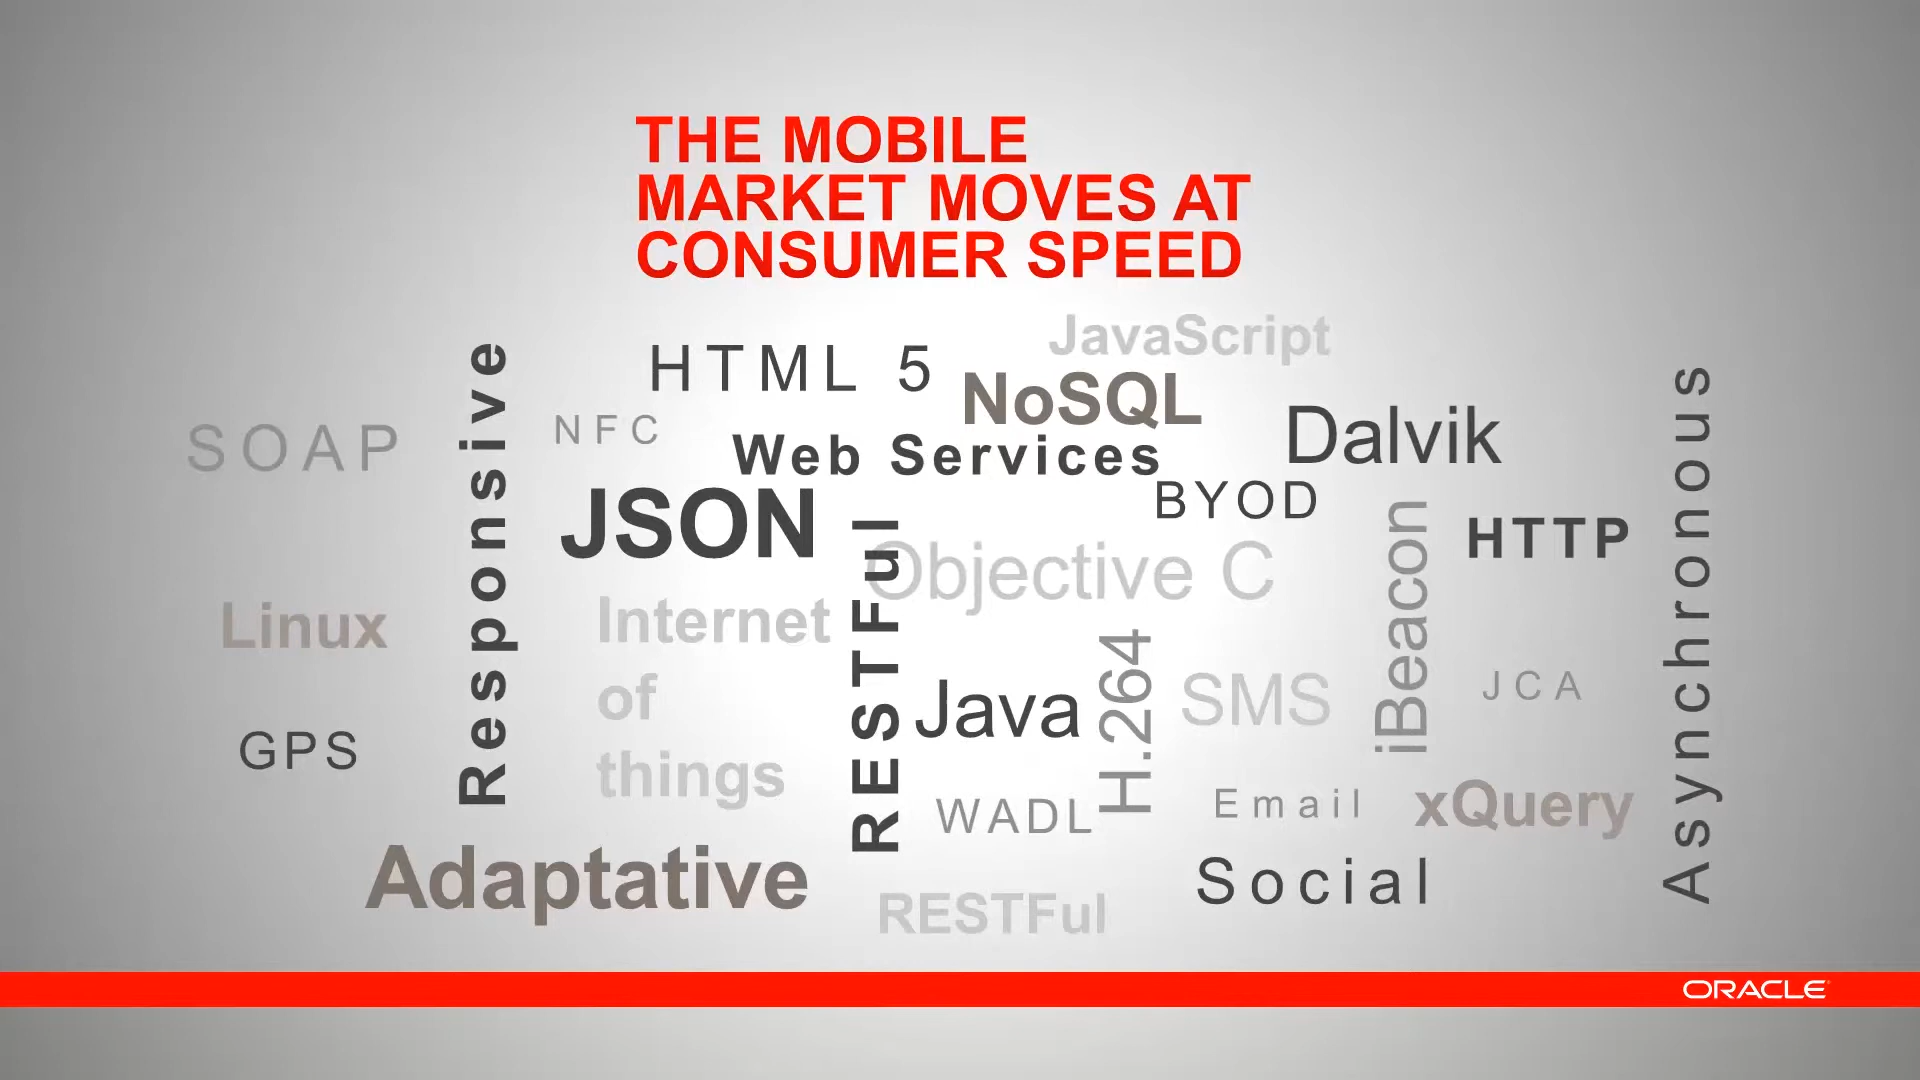 THE MOBILE
MARKET MOVES AT
CONSUMER SPEED
JavaScript
HTML 5
NoSQL
SOAP
Responsive
NFC
Web Services
Dalvik
Asynchronous
JSON
BYOD
HTTP
RESTFul
Objective C
iBeacon
Linux
Internet
of
things
Java
H.264
SMS
JCA
GPS
WADL
Email
xQuery
Adaptative
RESTFul
Social
ORACLE